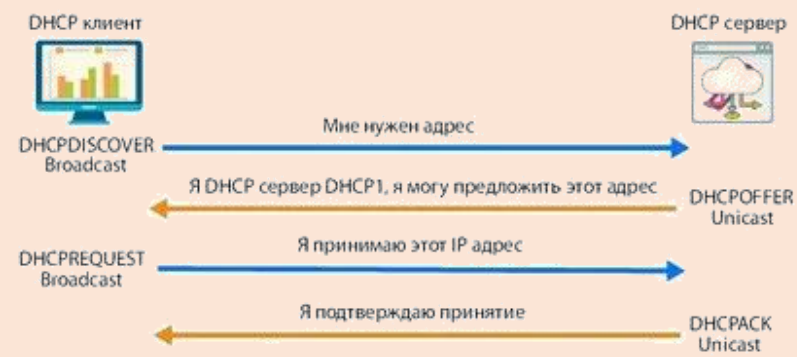 DHCP клиент
DHCP сервер
Мне нужен адрес
DHCPDISCOVER
Broadcast
Я DHCP сервер DHCP1, я могу предложить этот адрес
DHCPOFFER
Unicast
Я принимаю этот IP адрес
DHCPREQUEST
Broadcast
Я подтверждаю принятие
DHCPACK
Unicast